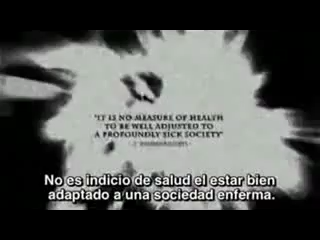 "IT IS NO MEASURE OF HEALTH
TO BE WELL ADJUSTED TO
A PROFOUNDLY SICK SOCIETY"
No es indicio de salud el estar bien
adaptado a una sociedad enferma.